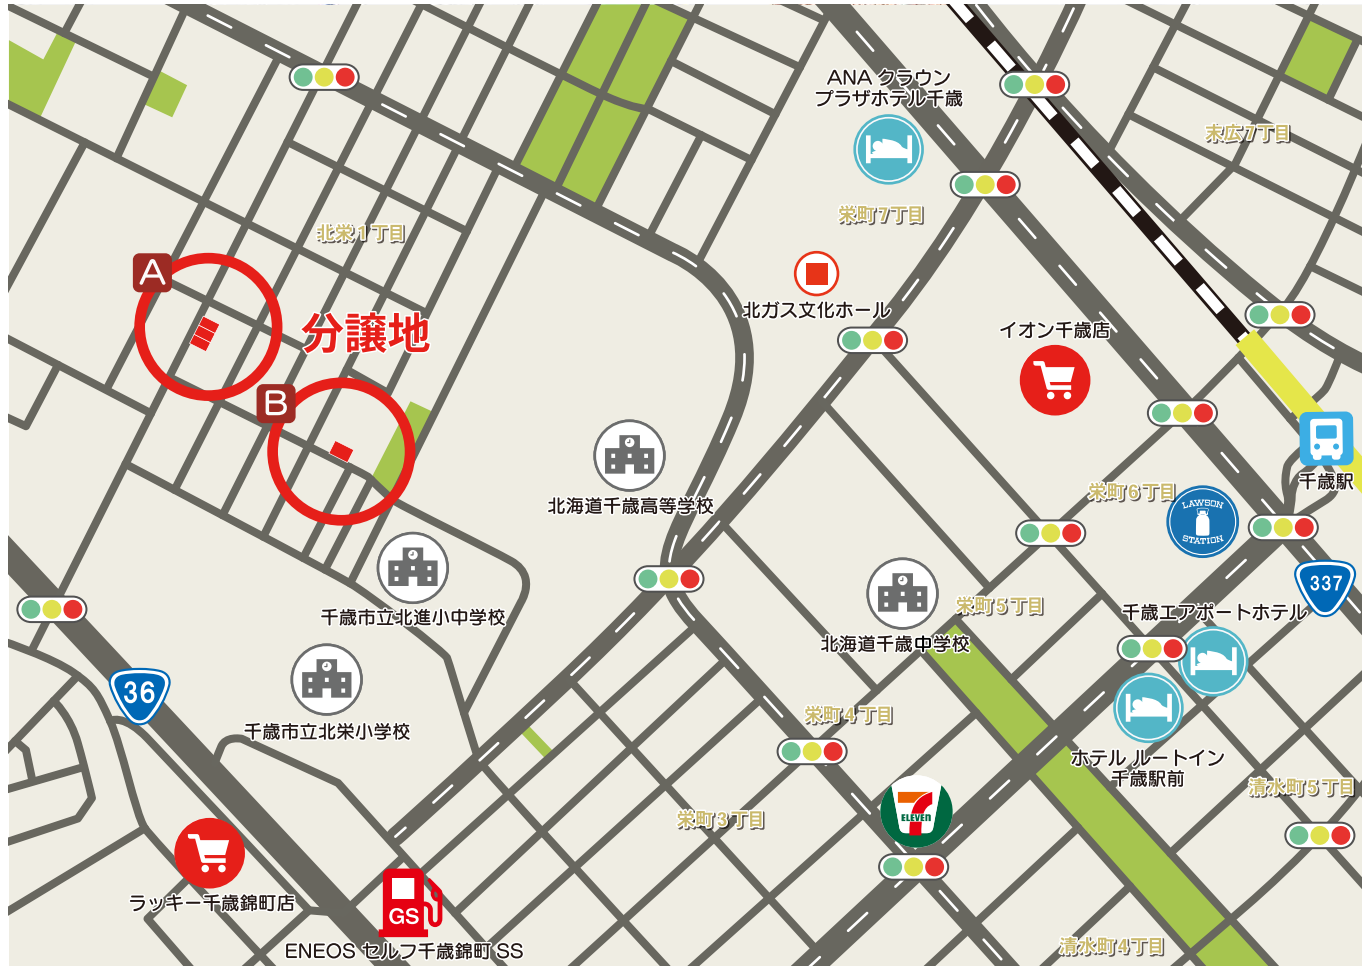 ANA クラウン
プラザホテル千歳
末広7丁目
栄町7丁目
北栄1丁目
A
分譲地
北ガス文化ホール
イオン千歳店
B
千歳駅
栄町6丁目
LAWSON
STATION
北海道千歳高等学校
337
千歳市立北進小中学校
栄町5丁目
千歳エアポートホテル
北海道千歳中学校
36
千歳市立北栄小学校
栄町4丁目
ホテル ルートイン
千歳駅前
清水町5丁目
栄町3丁目
7
ELEVEn
ラッキー千歳錦町店
GS
ENEOS セルフ千歳錦町 SS
清水町4丁目